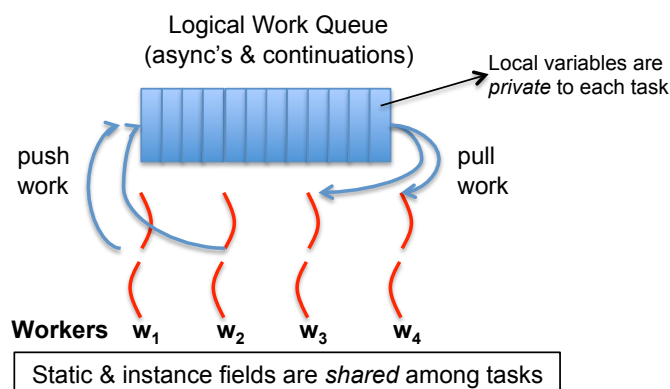 Logical Work Queue
(async's & continuations)
Local variables are
private to each task
push
work
pull
work
Workers w1 w2 w3 w4
Static & instance fields are shared among tasks